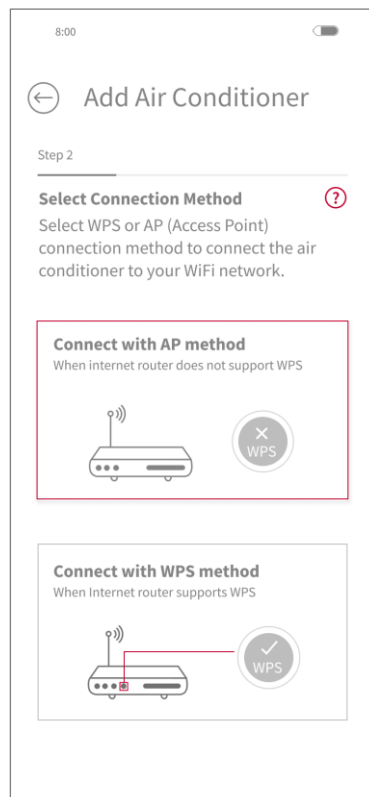 8:00
Add Air Conditioner
Step 2
Select Connection Method
?
Select WPS or AP (Access Point)
connection method to connect the air
conditioner to your WiFi network.
Connect with AP method
When internet router does not support WPS
WPS
Connect with WPS method
When Internet router supports WPS
WPS